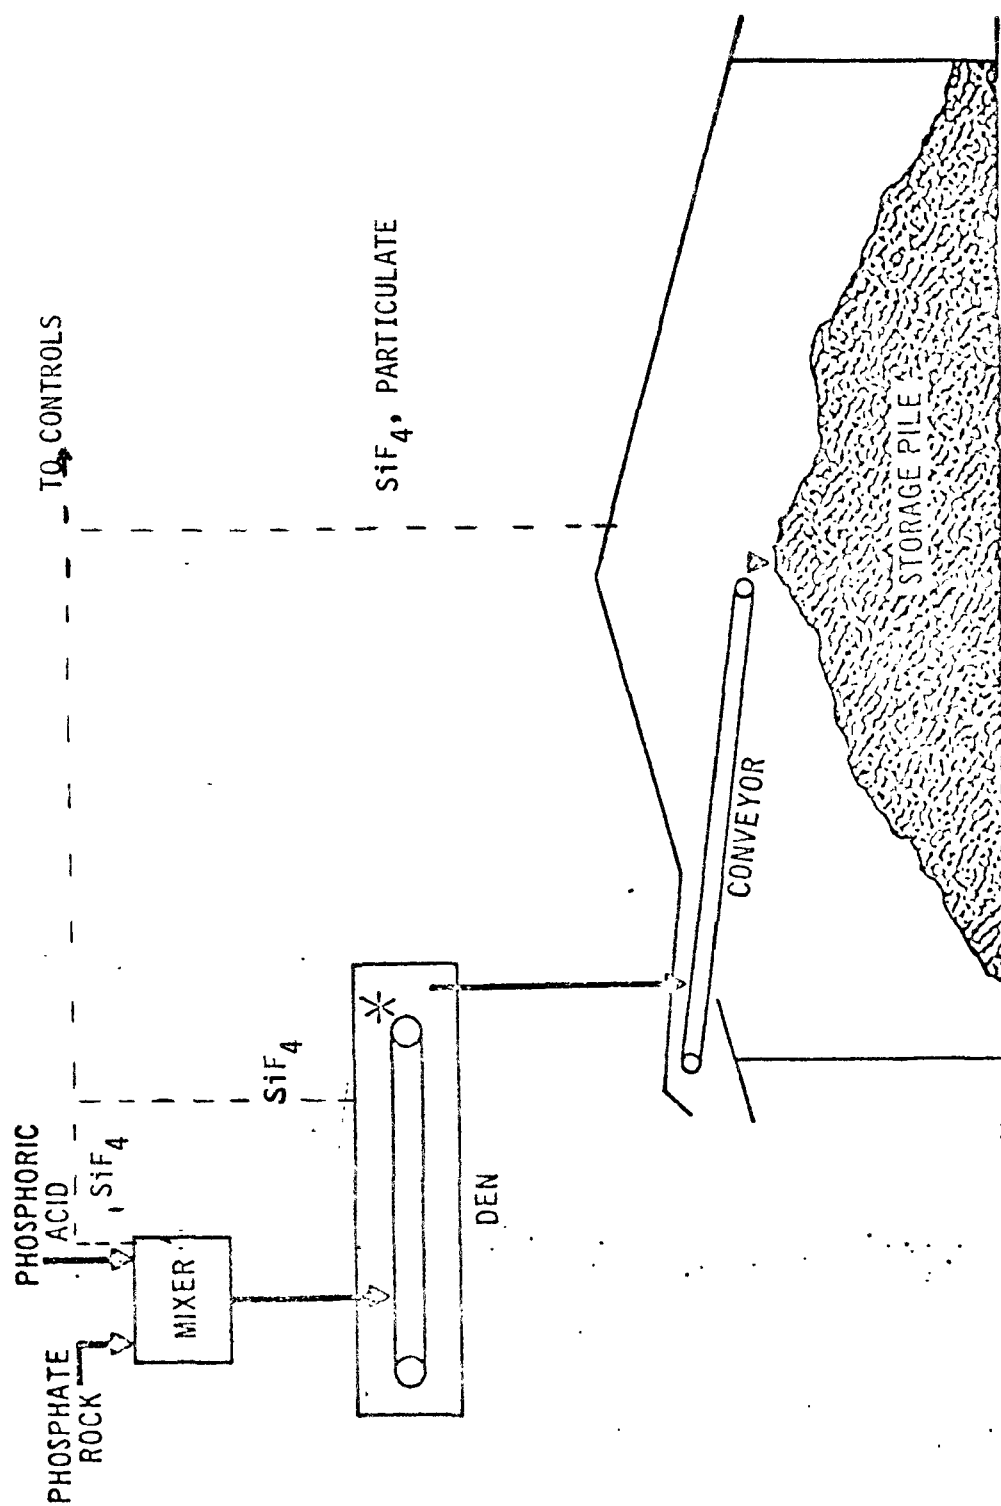 PHOSPHATE
ROCK
PHOSPHORIC
ACID
SiF4
MIXER
SiF4
DEN
TO CONTROLS
SiF4, PARTICULATE
CONVEYOR
STORAGE PILE